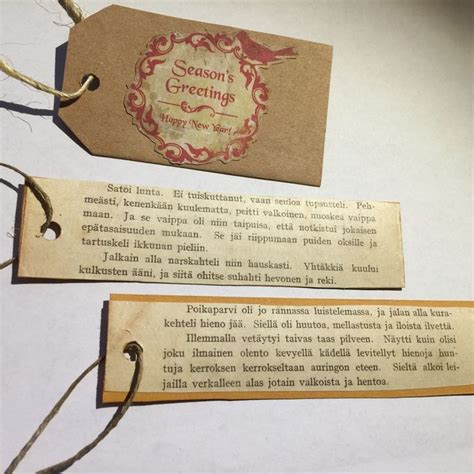 Season's
Greetings
Happy New Year!
Satoi lunta. Ei tuiskuttanut, vaan seuloa tupsutteli. Peh-
meästi, kenenkään kuulematta, peitti valkoinen, nuoskea vaippa
maan. Ja se vaippa oli niin taipuisa, että notkistui jokaisen
epätasaisuuden mukaan. Se jäi riippumaan puiden oksille ja
tartuskeli ikkunan pieliin.
Jalkain alla narskahteli niin hauskasti. Yhtäkkiä kuului
kulkusten ääni, ja siitä ohitse suhahti hevonen ja reki.
Poikaparvi oli jo rannassa luistelemassa, ja jalan alla kura-
kehteli hieno jää. Siellä oli huutoa, mellastusta ja iloista ilvettä.
Illemmalla vetäytyi taivas taas pilveen. Näytti kuin olisi
joku ilmainen olento kevyellä kädellä levitellyt hienoja hun-
tuja kerroksen kerrokseltaan auringon eteen. Sieltä alkoi lei-
jailla verkalleen alas jotain valkoista ja hentoa.